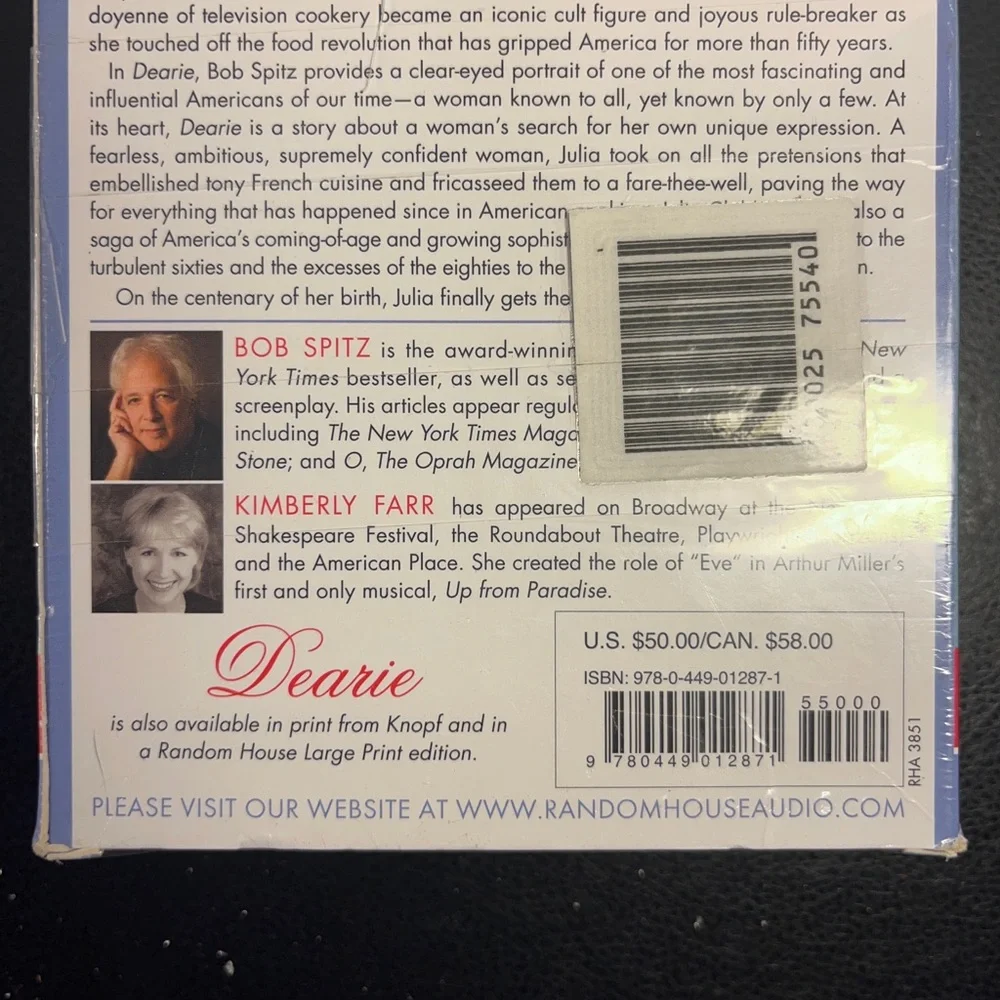 doyenne of television cookery became an iconic cult figure and joyous rule-breaker as
she touched off the food revolution that has gripped America for more than fifty years.
In Dearie, Bob Spitz provides a clear-eyed portrait of one of the most fascinating and
influential Americans of our time—a woman known to all, yet known by only a few. At
its heart, Dearie is a story about a woman's search for her own unique expression. A
fearless, ambitious, supremely confident woman, Julia took on all the pretensions that
embellished tony French cuisine and fricasseed them to a fare-thee-well, paving the way
for everything that has happened since in American also a
saga of America's coming-of-age and growing sophist to the
turbulent sixties and the excesses of the eighties to the n.
On the centenary of her birth, Julia finally gets the
025 75540
BOB SPITZ is the award-winnin New
York Times bestseller, as well as se
screenplay. His articles appear regul
including The New York Times Maga
Stone; and O, The Oprah Magazine
KIMBERLY FARR has appeared on Broadway at the
Shakespeare Festival, the Roundabout Theatre,
and the American Place. She created the role of "Eve" in Arthur Miller's
first and only musical, Up from Paradise.
Dearie
is also available in print from Knopf and in
a Random House Large Print edition.
U.S. $50.00/CAN. $58.00
ISBN: 978-0-449-01287-1
55000
9 780449 012871
RHA 3851
PLEASE VISIT OUR WEBSITE AT WWW.RANDOMHOUSEAUDIO.COM